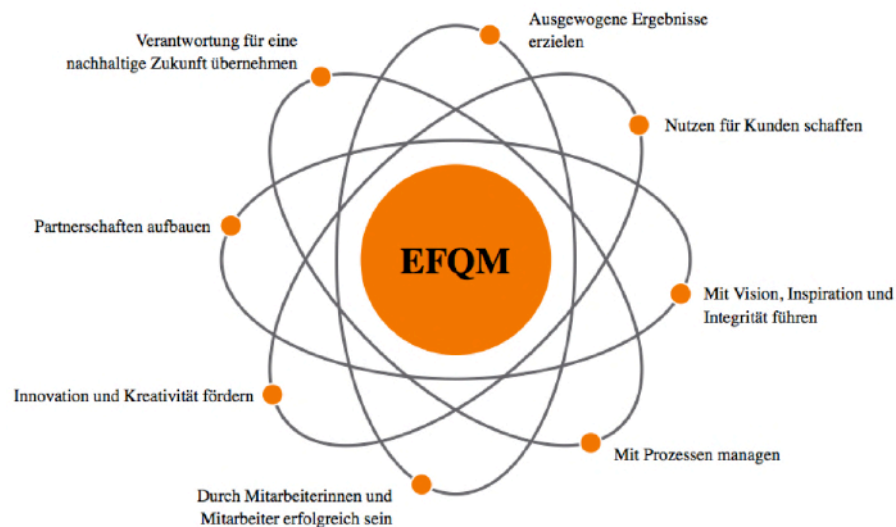 Ausgewogene Ergebnisse
erzielen
Verantwortung für eine
nachhaltige Zukunft übernehmen
Nutzen für Kunden schaffen
Partnerschaften aufbauen
EFQM
Mit Vision, Inspiration und
Integrität führen
Innovation und Kreativität fördern
Mit Prozessen managen
Durch Mitarbeiterinnen und
Mitarbeiter erfolgreich sein